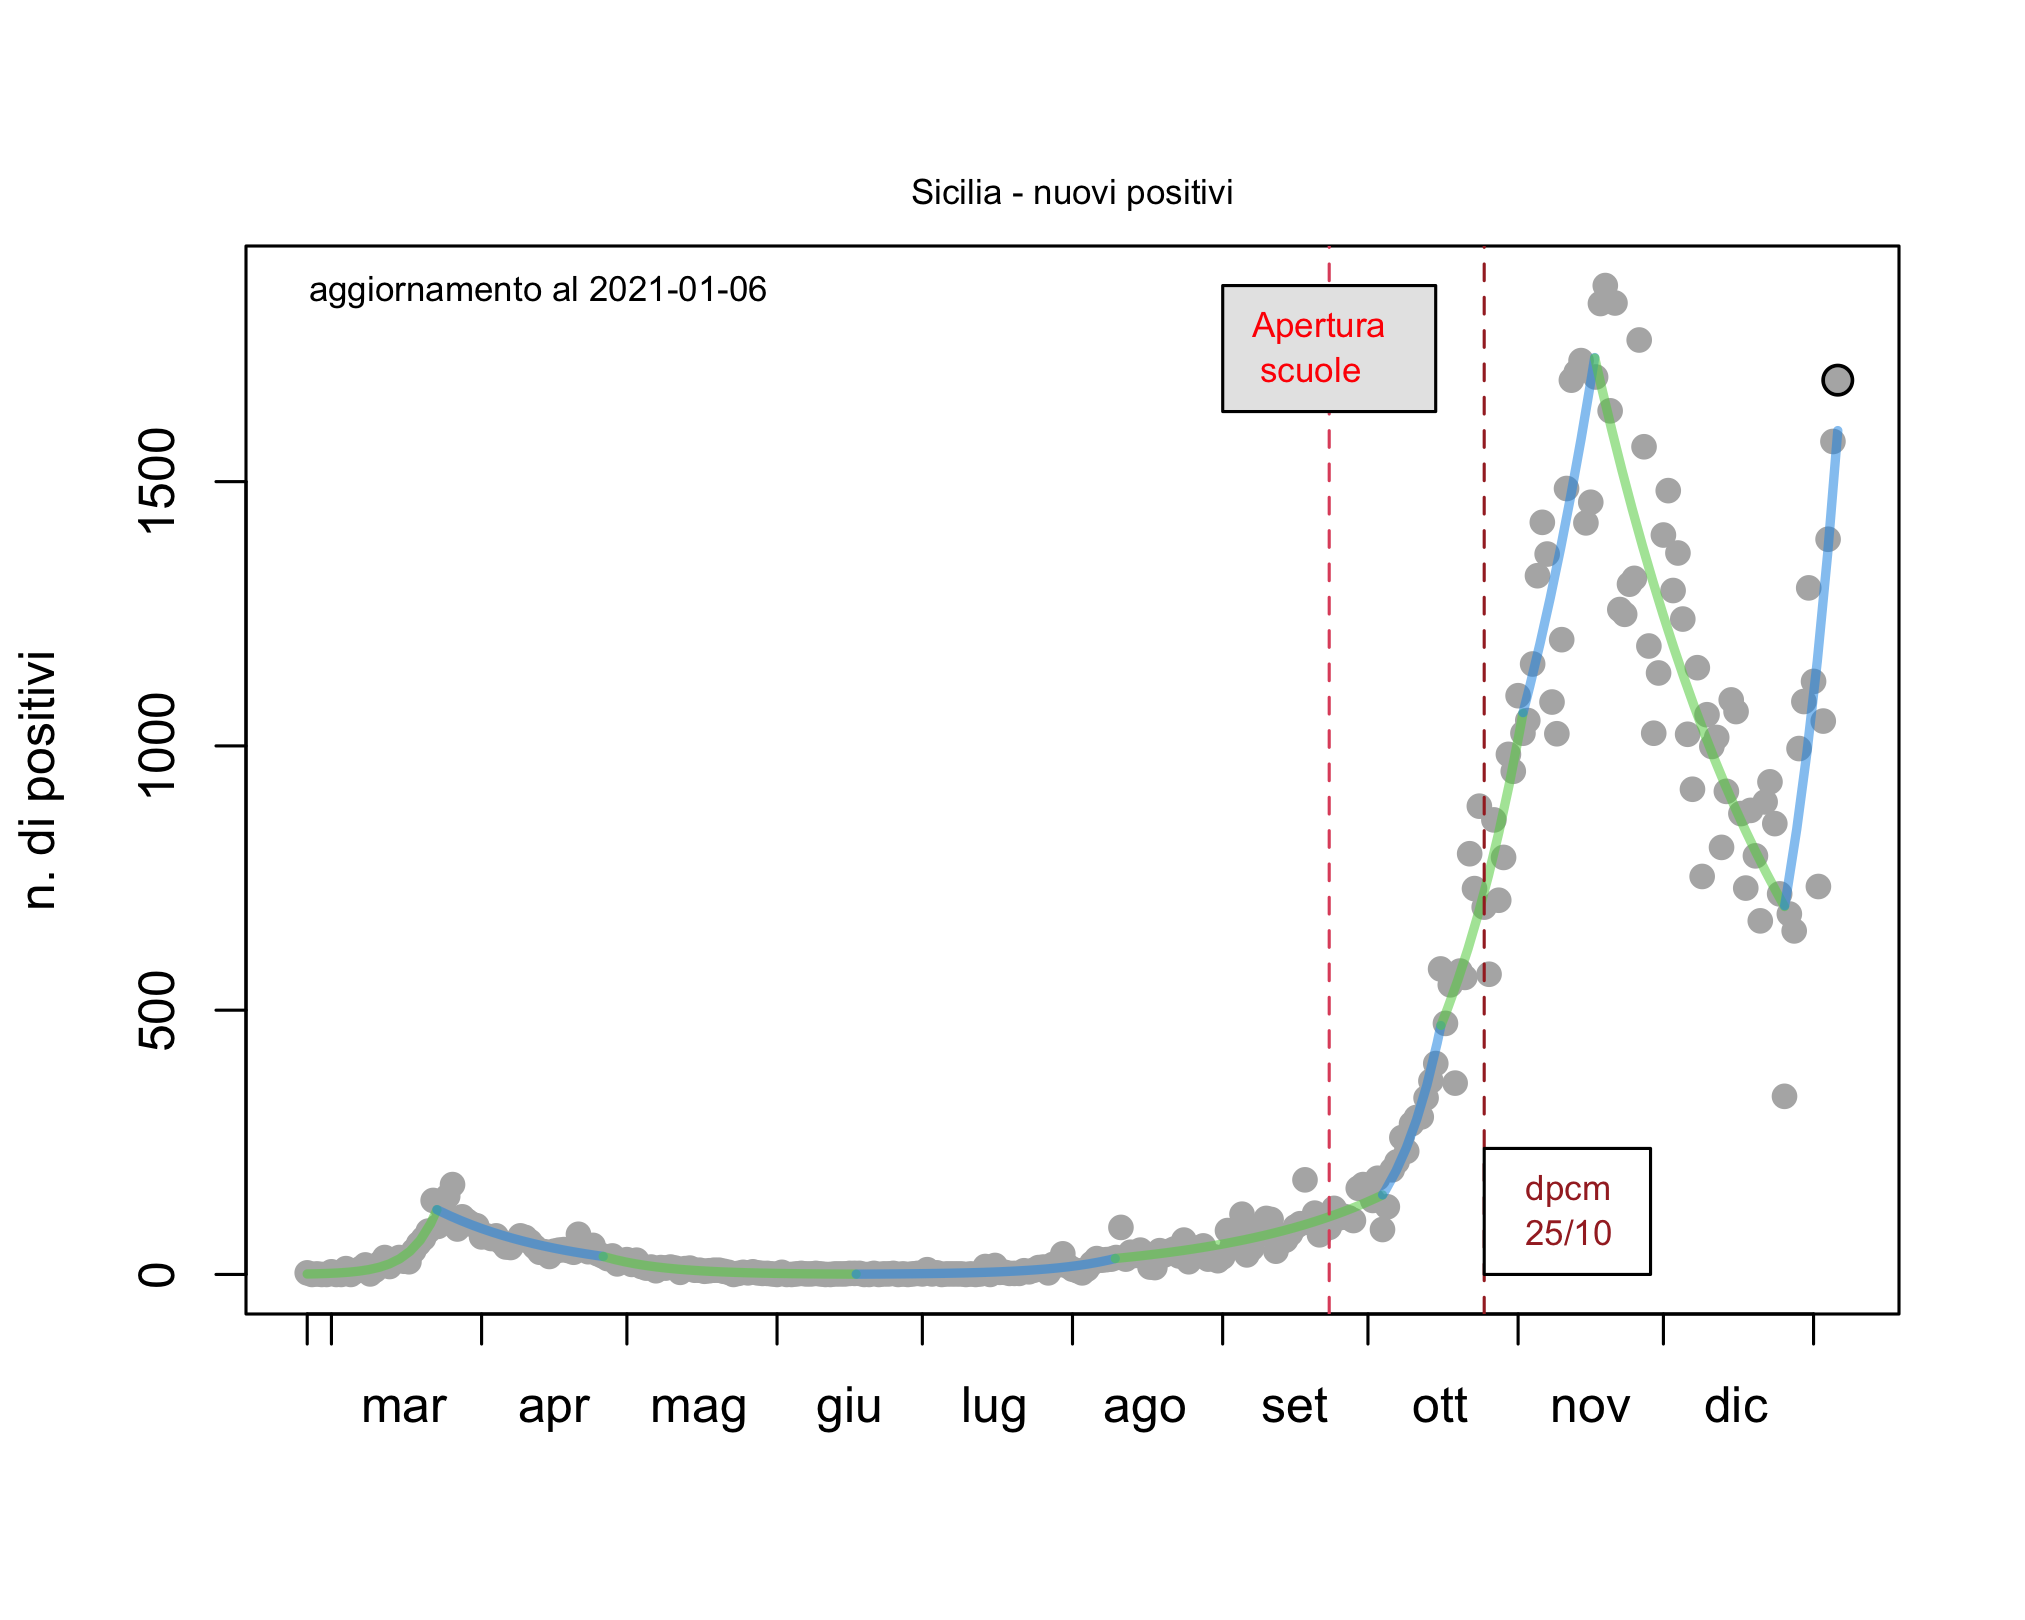 Sicilia - nuovi positivi
aggiornamento al 2021-01-06
Apertura
scuole
n. di positivi
1500
1000
500
0
dpcm
25/10
mar apr mag giu lug ago set ott nov dic